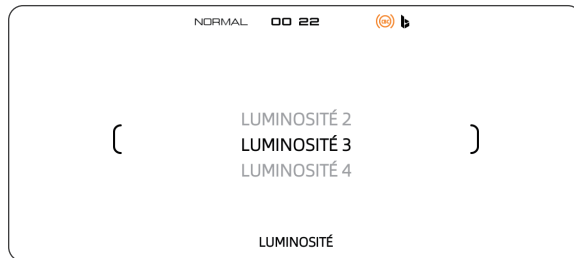 NORMAL 00 22
LUMINOSITÉ 2
LUMINOSITÉ 3
LUMINOSITÉ 4
LUMINOSITÉ